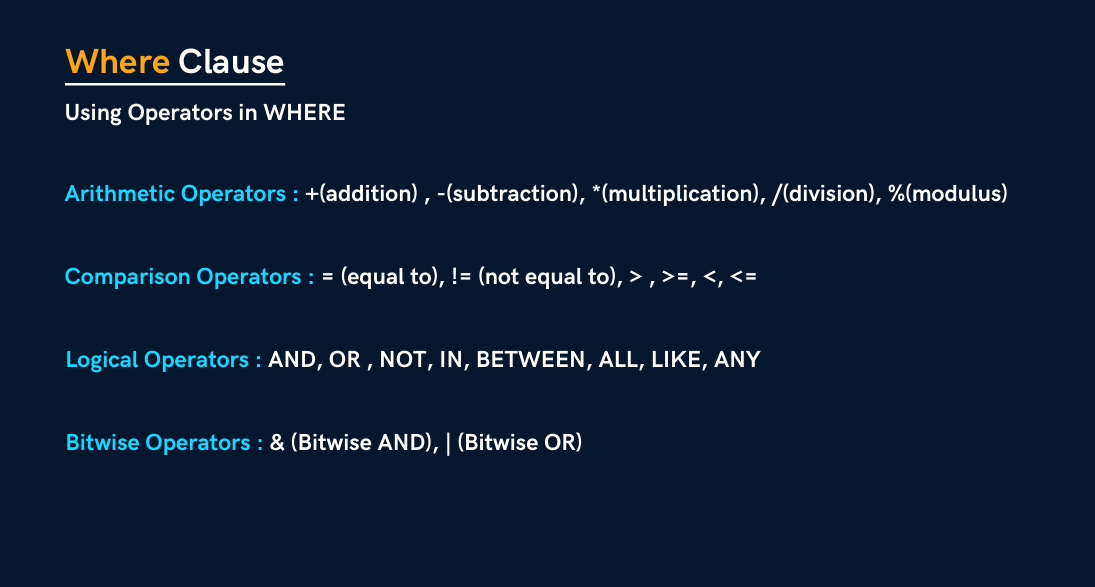 Where Clause
Using Operators in WHERE
Arithmetic Operators : +(addition) , -(subtraction), *(multiplication), /(division), %(modulus)
Comparison Operators : = (equal to), != (not equal to), > , >=, <, <=
Logical Operators : AND, OR , NOT, IN, BETWEEN, ALL, LIKE, ANY
Bitwise Operators : & (Bitwise AND), | (Bitwise OR)